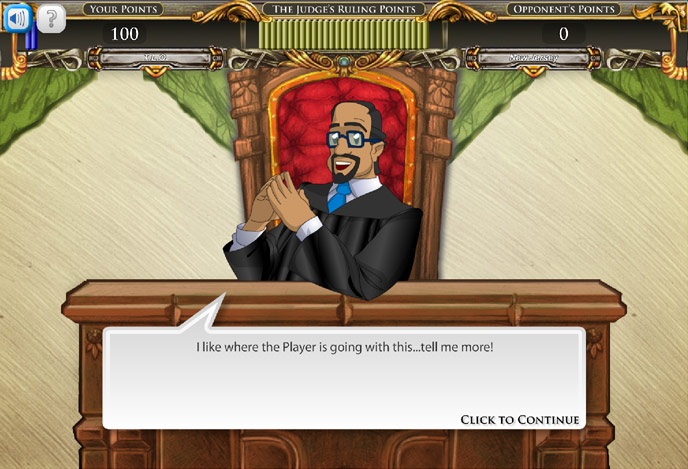 YOUR POINTS
THE JUDGE'S RULING POINTS
OPPONENT'S POINTS
?
100
0
T.L.O.
New Jersey
I like where the Player is going with this...tell me more!
CLICK TO CONTINUE